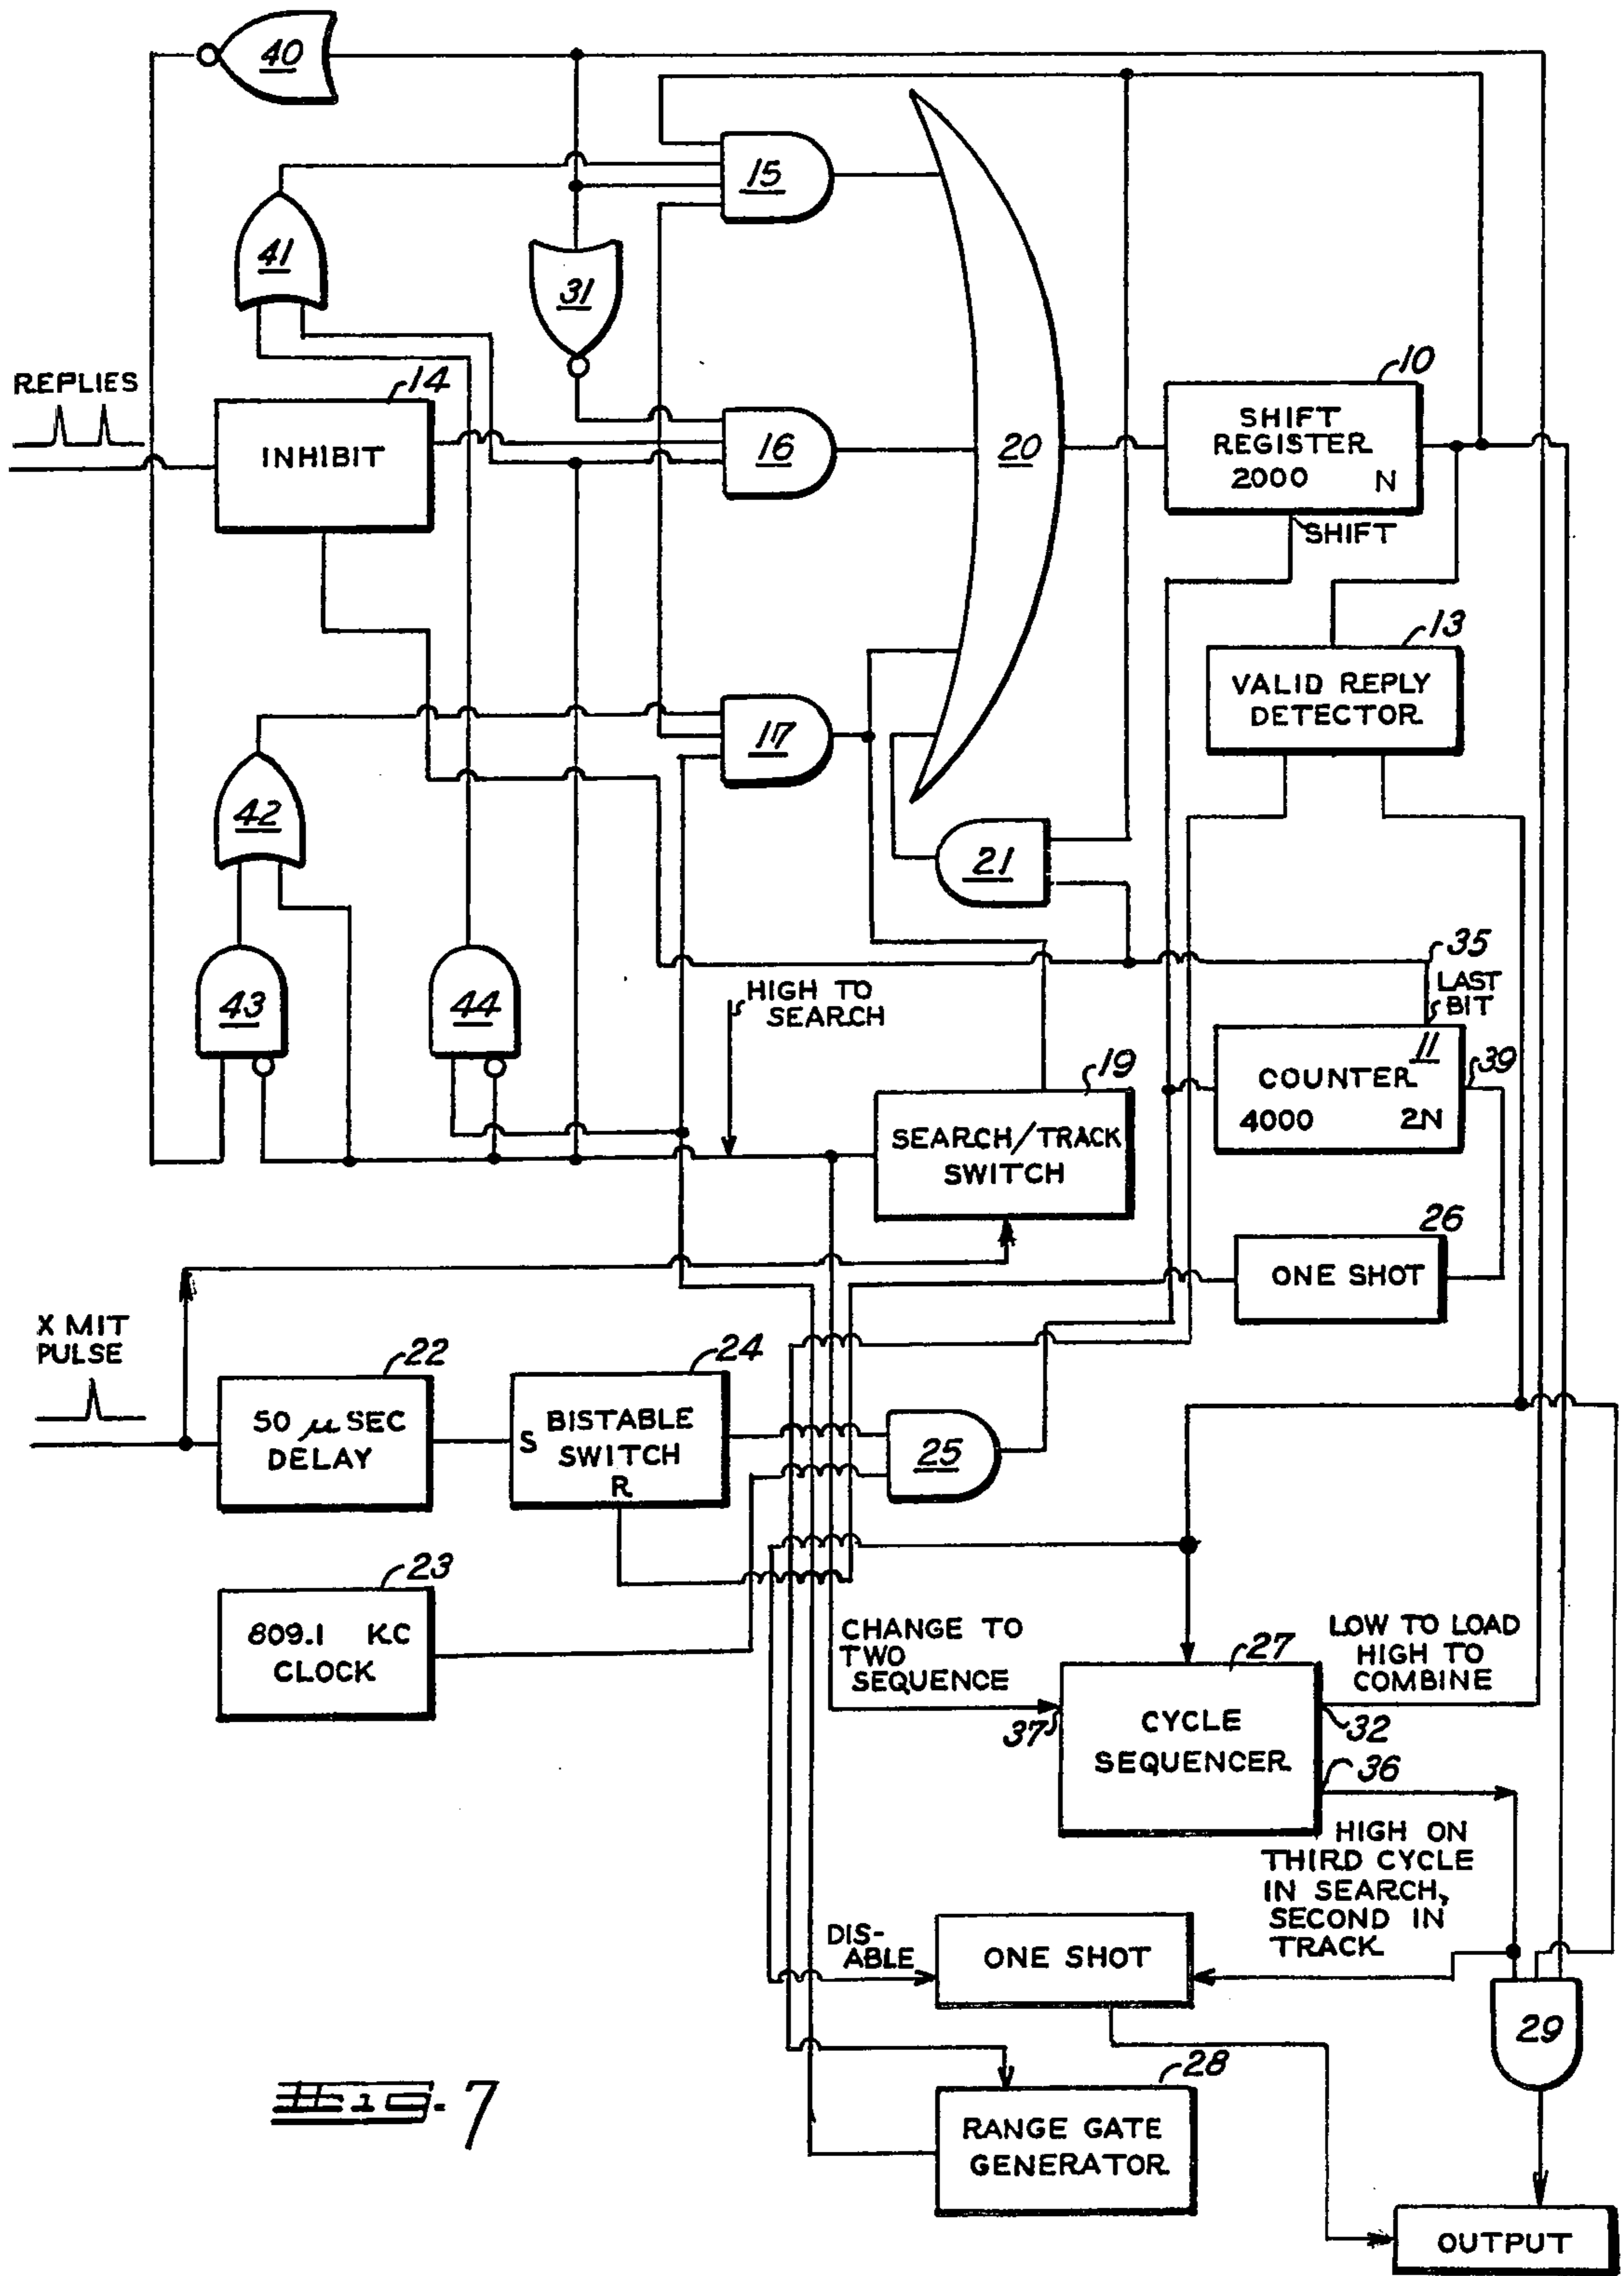 40
15
41
31
REPLIES
14
INHIBIT
16
20
10
SHIFT
REGISTER
2000 N
SHIFT
13
VALID REPLY
DETECTOR
17
42
21
35
LAST
BIT
43
44
HIGH TO
SEARCH
11
COUNTER
4000 2N
39
19
SEARCH/TRACK
SWITCH
26
ONE SHOT
X MIT
PULSE
22
50 μ SEC
DELAY
24
S BISTABLE
SWITCH
R
25
23
809.1 KC
CLOCK
CHANGE TO
TWO
SEQUENCE
37
27
CYCLE
SEQUENCER
LOW TO LOAD
HIGH TO
COMBINE
32
36
HIGH ON
THIRD CYCLE
IN SEARCH,
SECOND IN
TRACK
DIS-
ABLE
ONE SHOT
29
28
RANGE GATE
GENERATOR
OUTPUT
Fig. 7